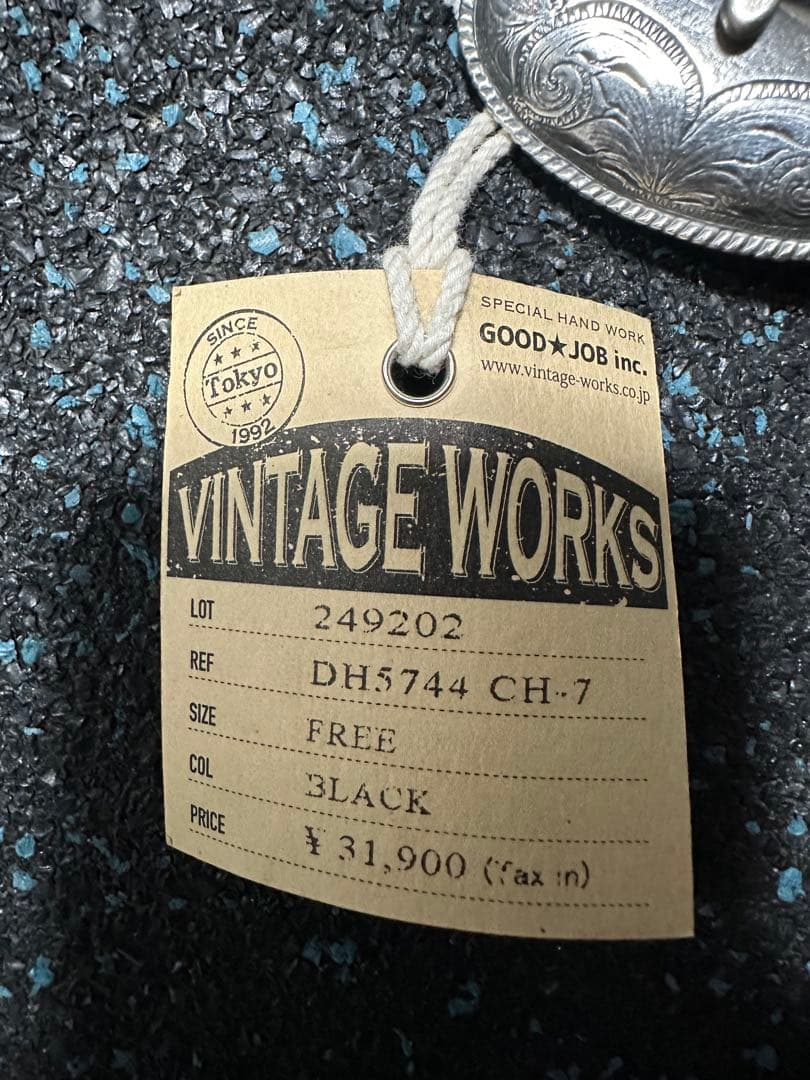 SINCE
Tokyo
1992
SPECIAL HAND WORK
GOOD★JOB inc.
www.vintage-works.co.jp
VINTAGE WORKS
LOT 249202
REF DH5744 CH-7
SIZE FREE
COL BLACK
PRICE ¥ 31,900 (Tax in)